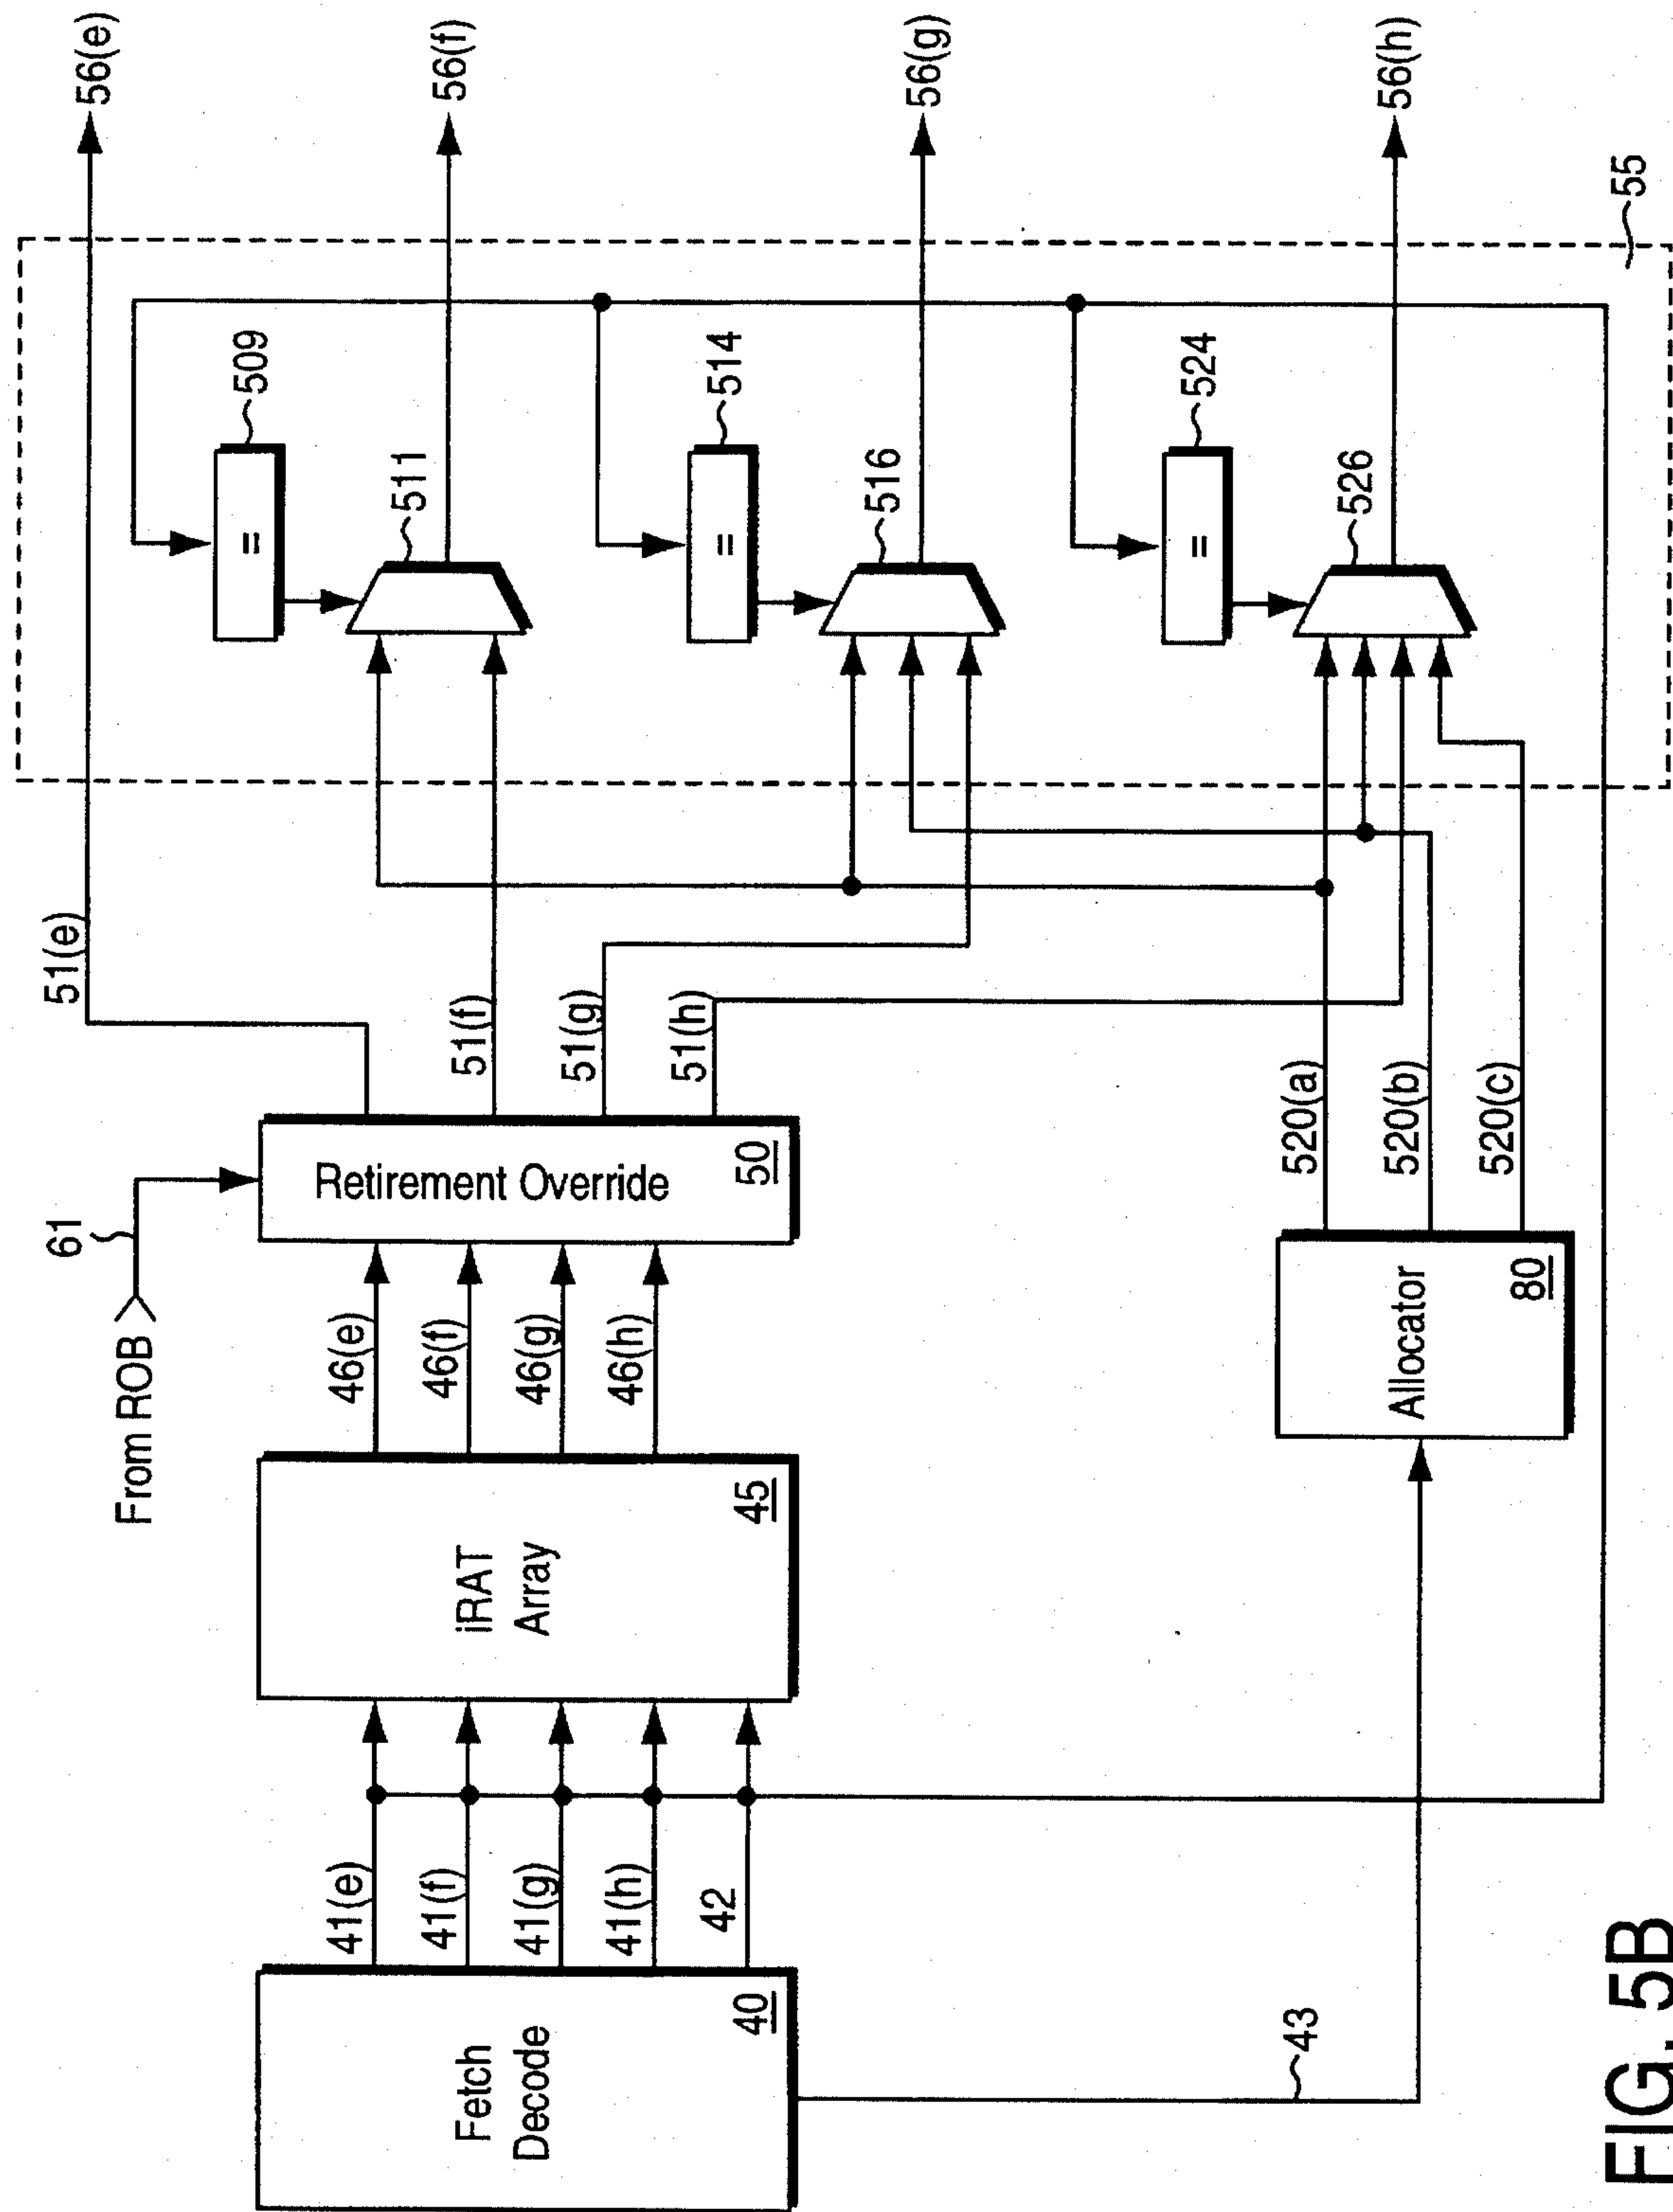 Fetch
Decode
40
41(e)
41(f)
41(g)
41(h)
42
43
iRAT
Array
45
46(e)
46(f)
46(g)
46(h)
From ROB
61
Retirement Override
50
51(e)
51(f)
51(g)
51(h)
Allocator
80
520(a)
520(b)
520(c)
=
509
511
=
514
516
=
524
526
55
56(e)
56(f)
56(g)
56(h)
FIG. 5B